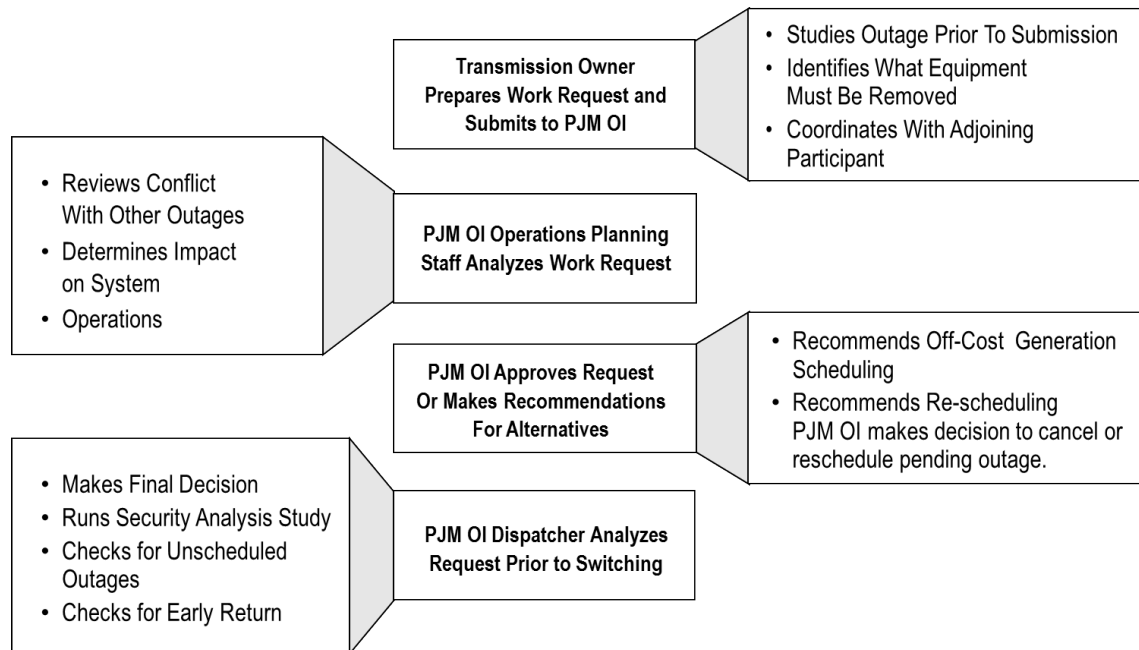 Transmission Owner
Prepares Work Request and
Submits to PJM OI
• Studies Outage Prior To Submission
• Identifies What Equipment
Must Be Removed
• Coordinates With Adjoining
Participant
• Reviews Conflict
With Other Outages
• Determines Impact
on System
• Operations
PJM OI Operations Planning
Staff Analyzes Work Request
PJM OI Approves Request
Or Makes Recommendations
For Alternatives
• Recommends Off-Cost Generation
Scheduling
• Recommends Re-scheduling
PJM OI makes decision to cancel or
reschedule pending outage.
• Makes Final Decision
• Runs Security Analysis Study
• Checks for Unscheduled
Outages
• Checks for Early Return
PJM OI Dispatcher Analyzes
Request Prior to Switching